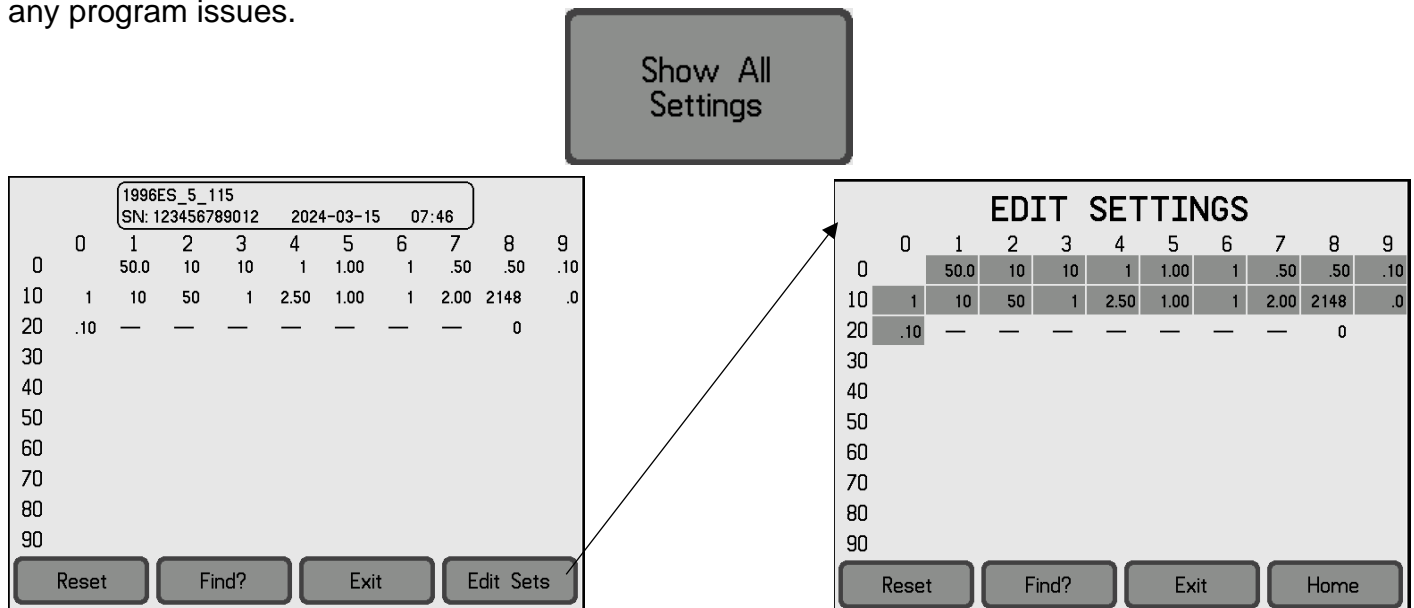 any program issues.
Show All
Settings
1996ES_5_115
SN: 123456789012 2024-03-15 07:46
0 1 2 3 4 5 6 7 8 9
0 50.0 10 10 1 1.00 1 .50 .50 .10
10 1 10 50 1 2.50 1.00 1 2.00 2148 .0
20 .10 — — — — — — — 0
30
40
50
60
70
80
90
Reset Find? Exit Edit Sets
EDIT SETTINGS
0 1 2 3 4 5 6 7 8 9
0 50.0 10 10 1 1.00 1 .50 .50 .10
10 1 10 50 1 2.50 1.00 1 2.00 2148 .0
20 .10 — — — — — — — 0
30
40
50
60
70
80
90
Reset Find? Exit Home